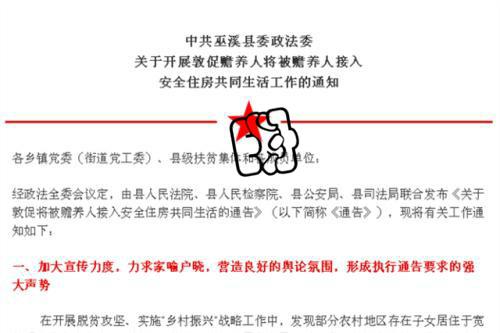 中共巫溪县委政法委
关于开展敦促赡养人将被赡养人接入
安全住房共同生活工作的通知
各乡镇党委（街道党工委）、县级扶贫集体和 单位：
经政法全委会议定，由县人民法院、县人民检察院、县公安局、县司法局联合发布《关于
敦促将被赡养人接入安全住房共同生活的通告》（以下简称《通告》），现将有关工作通
知如下：
一、加大宣传力度，力求家喻户晓，营造良好的舆论氛围，形成执行通告要求的强
大声势
在开展脱贫攻坚、实施“乡村振兴”战略工作中，发现部分农村地区存在子女居住于宽